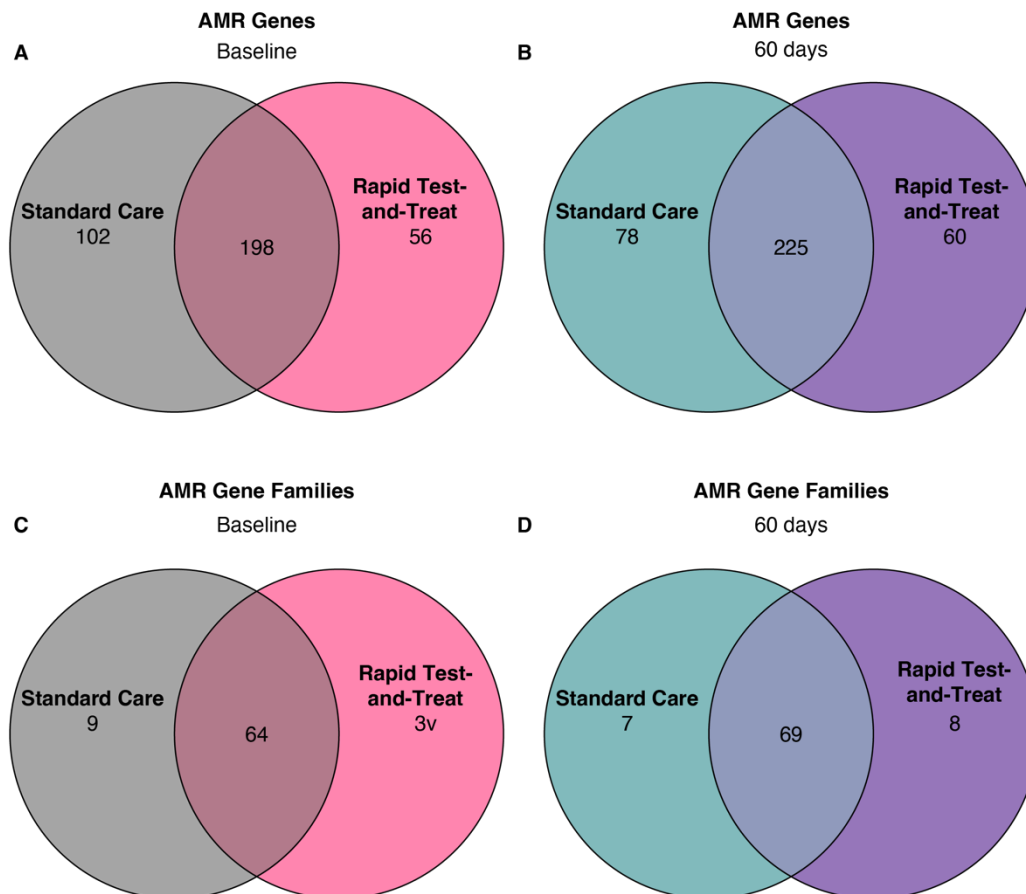 AMR Genes
A
Baseline
Standard Care
102
198
Rapid Test-
and-Treat
56
AMR Genes
B
60 days
Standard Care
78
225
Rapid Test-
and-Treat
60
AMR Gene Families
C
Baseline
Standard Care
9
64
Rapid Test-
and-Treat
3v
AMR Gene Families
D
60 days
Standard Care
7
69
Rapid Test-
and-Treat
8